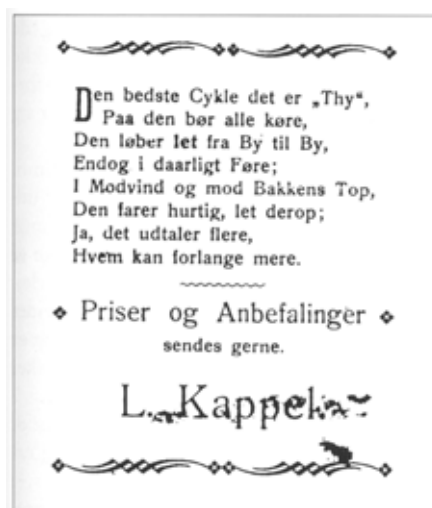 Den bedste Cykle det er „Thy“,
Paa den bør alle køre,
Den løber let fra By til By,
Endog i daarligt Føre;
I Modvind og mod Bakkens Top,
Den farer hurtig, let derop;
Ja, det udtaler flere,
Hvem kan forlange mere.
Priser og Anbefalinger
sendes gerne.
L.